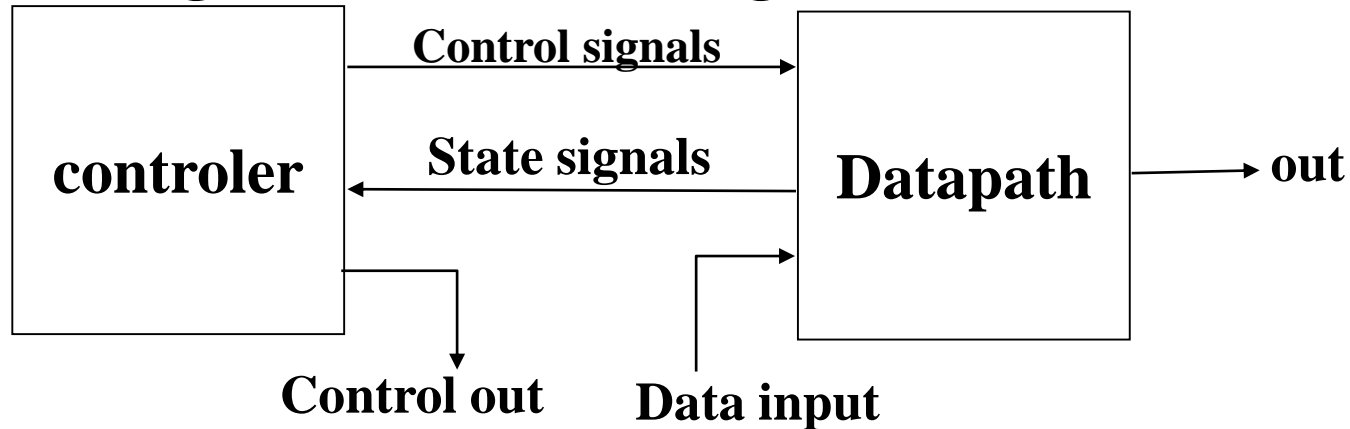 Control signals
controler
State signals
Datapath
out
Control out
Data input